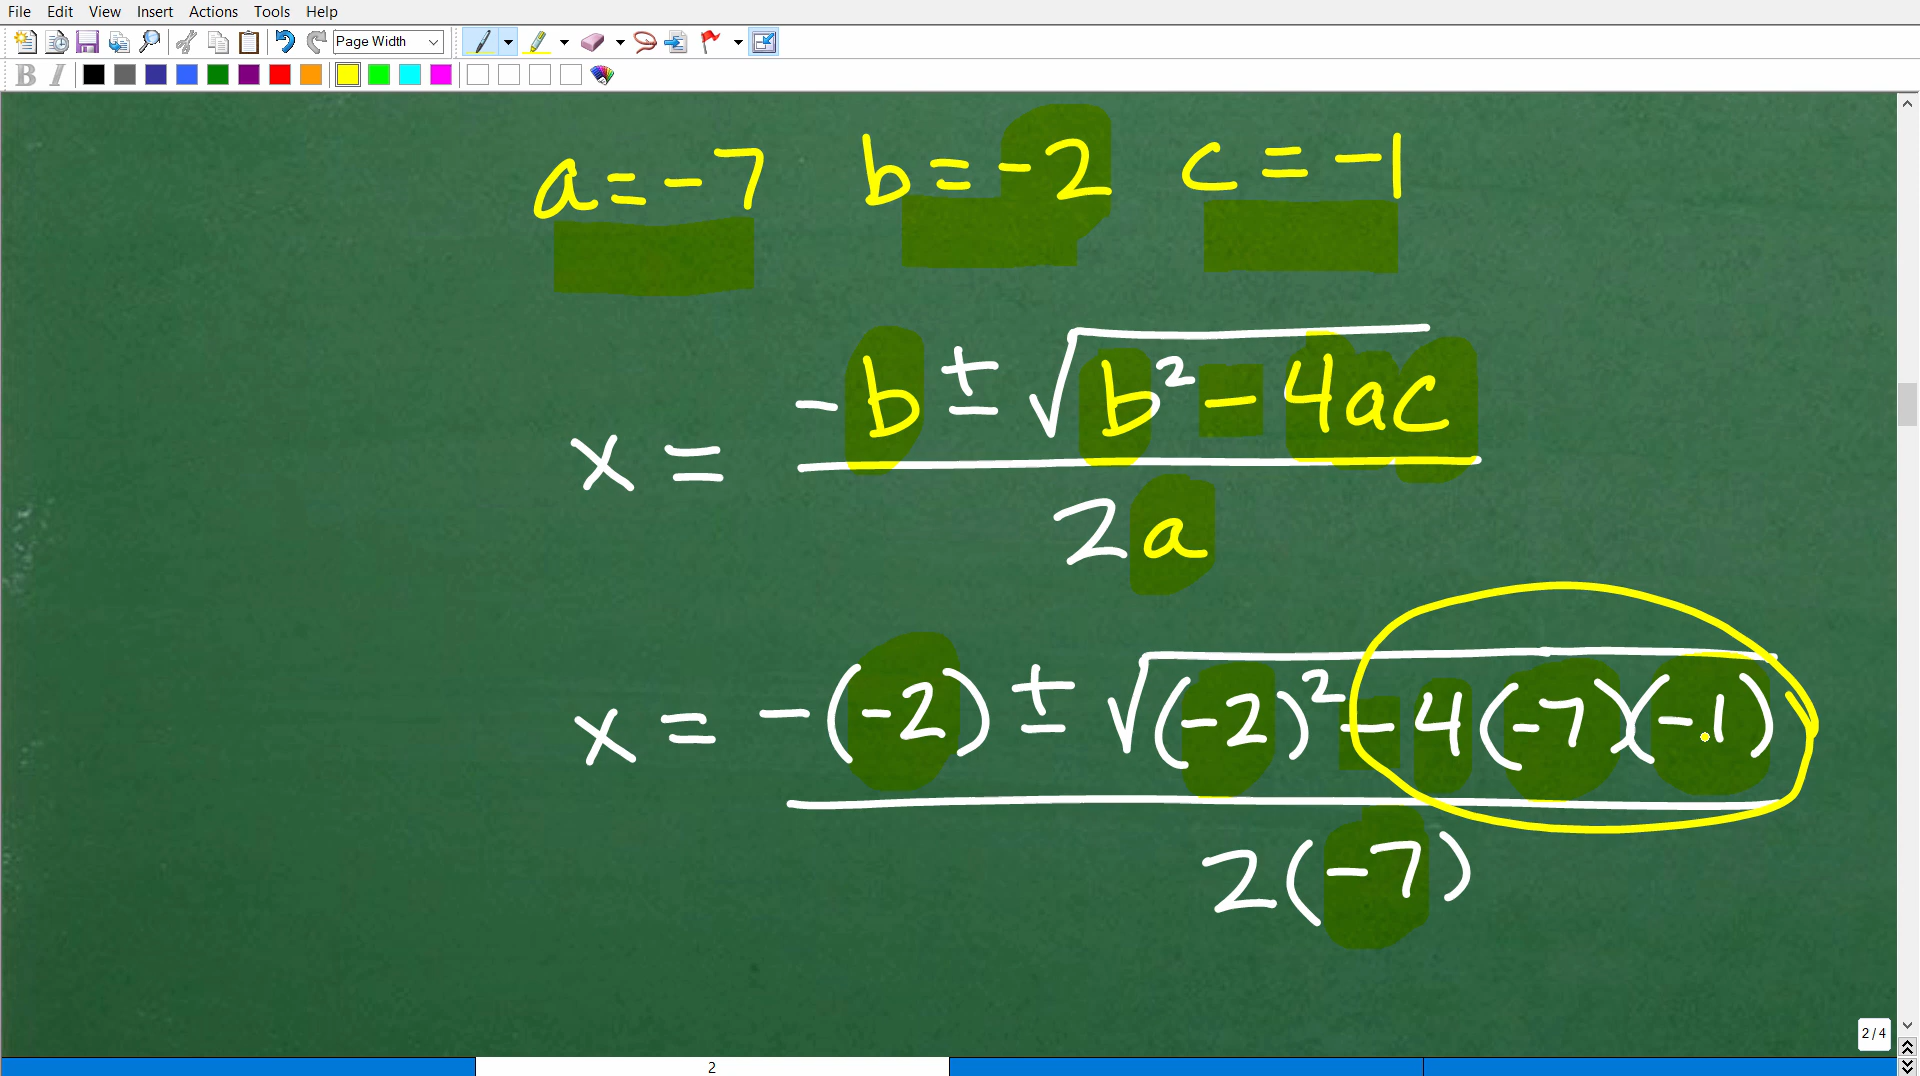 File Edit View Insert Actions Tools Help
Page Width
B I
a = -7 b = -2 c = -1
x = -b ± √b² - 4ac
2a
x = -(-2) ± √(-2)² - 4(-7)(-1)
2(-7)
2 / 4
2